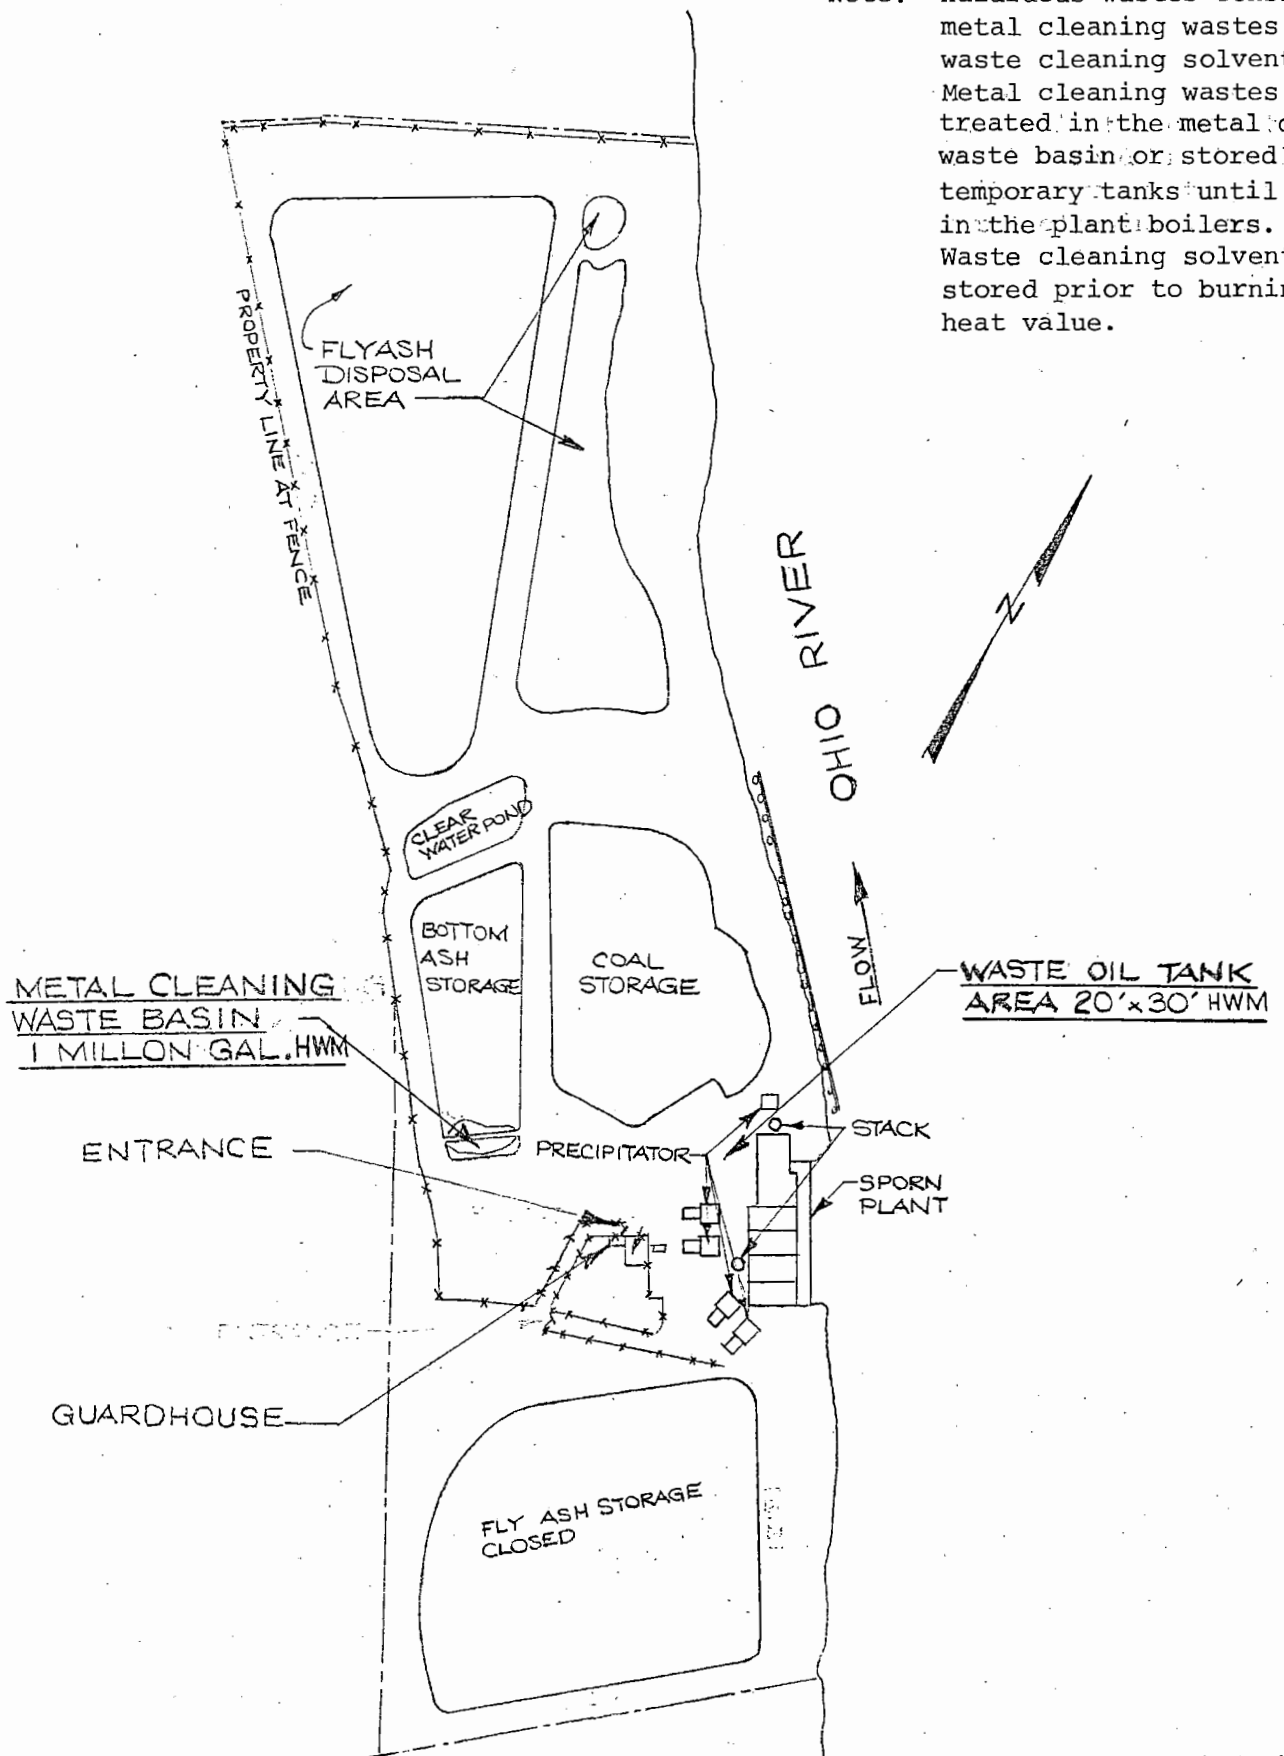 metal cleaning wastes
waste cleaning solvent
Metal cleaning wastes
treated in the metal
waste basin or stored
temporary tanks until
in the plant boilers.
Waste cleaning solvent
stored prior to
heat value.
PROPERTY LINE AT FENCE
FLYASH
DISPOSAL
AREA
OHIO RIVER
N
CLEAR
WATER POND
BOTTOM
ASH
STORAGE
COAL
STORAGE
FLOW
METAL CLEANING
WASTE BASIN
1 MILLON GAL. HWM
WASTE OIL TANK
AREA 20'x30' HWM
ENTRANCE
PRECIPITATOR
STACK
SPORN
PLANT
GUARDHOUSE
FLY ASH STORAGE
CLOSED